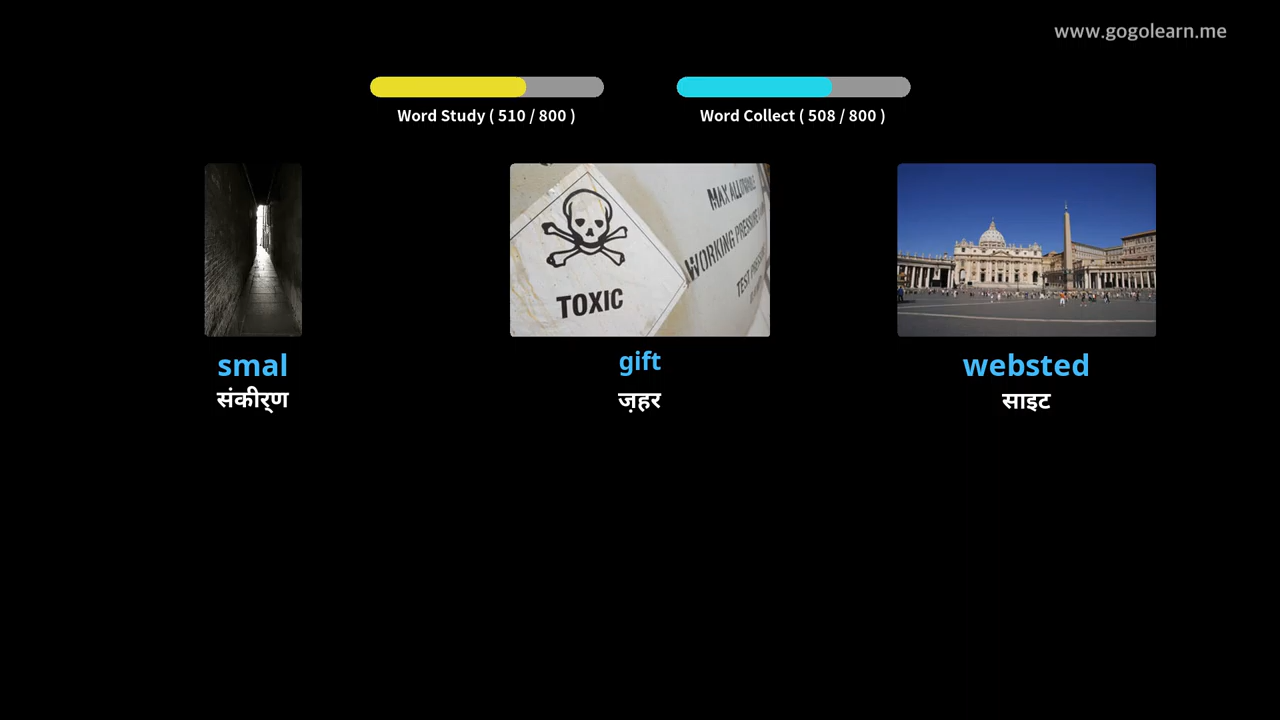 www.gogolearn.me
Word Study ( 510 / 800 )
Word Collect ( 508 / 800 )
MAX ALLOWABLE
WORKING PRESSURE
TEST PRESSURE
TOXIC
smal
gift
websted
संकीर्ण
ज़हर
साइट